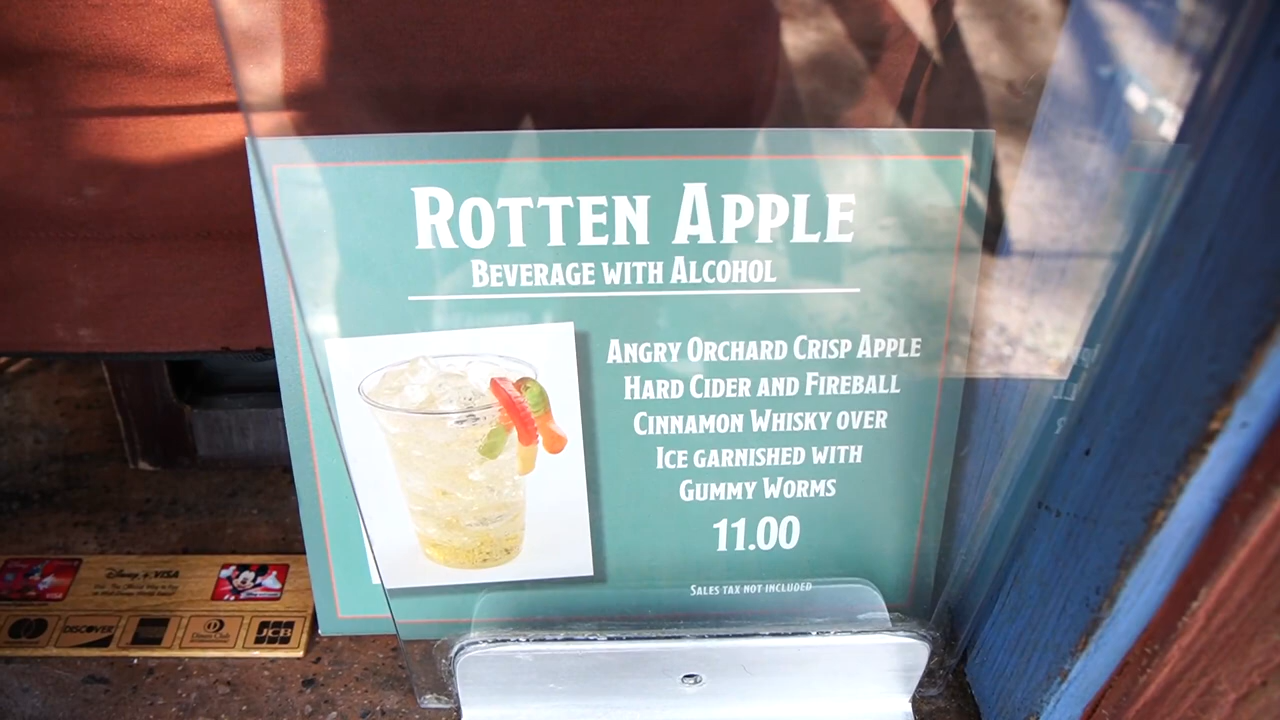 ROTTEN APPLE
BEVERAGE WITH ALCOHOL
ANGRY ORCHARD CRISP APPLE
HARD CIDER AND FIREBALL
CINNAMON WHISKY OVER
ICE GARNISHED WITH
GUMMY WORMS
11.00
SALES TAX NOT INCLUDED
Disney VISA
DISCOVER
Diners Club
JCB